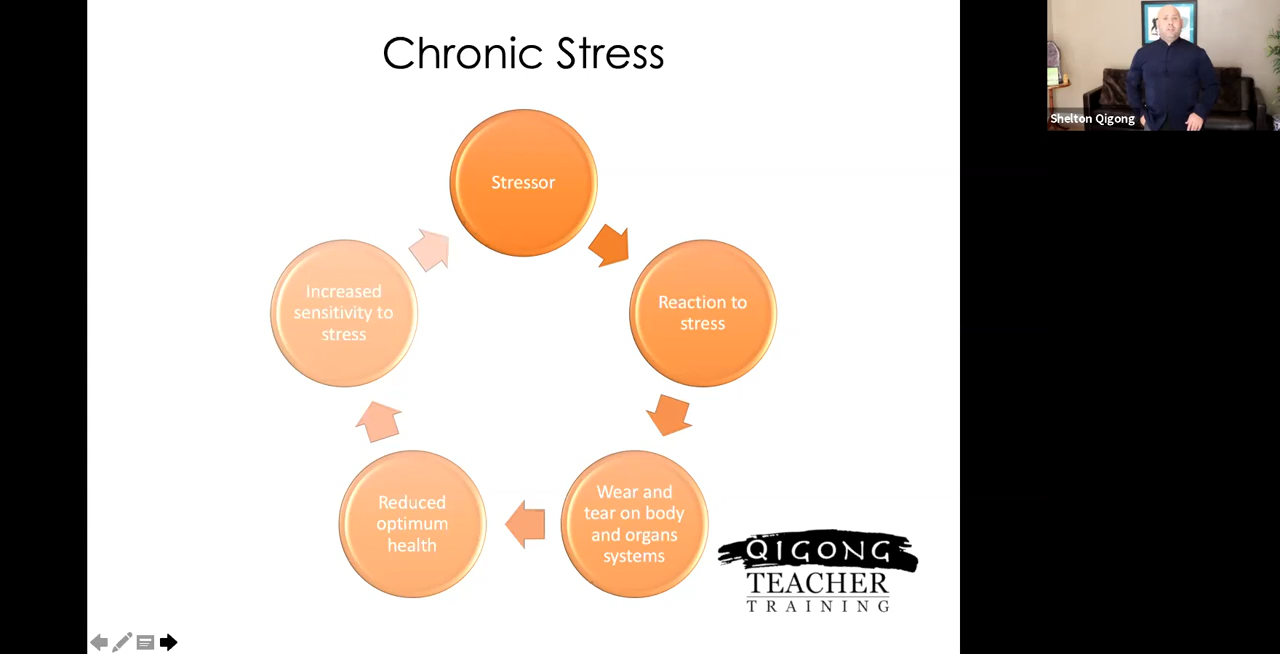 Chronic Stress
Stressor
Reaction to
stress
Wear and
tear on body
and organs
systems
Reduced
optimum
health
Increased
sensitivity to
stress
QIGONG
TEACHER
TRAINING
Shelton Qigong